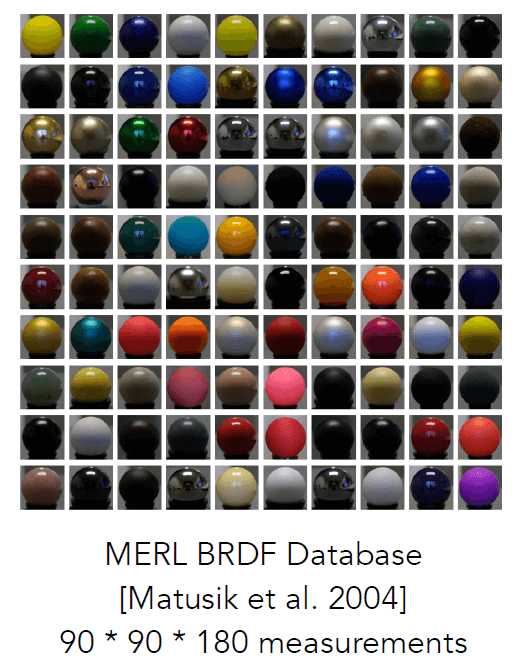 MERL BRDF Database
[Matusik et al. 2004]
90 * 90 * 180 measurements